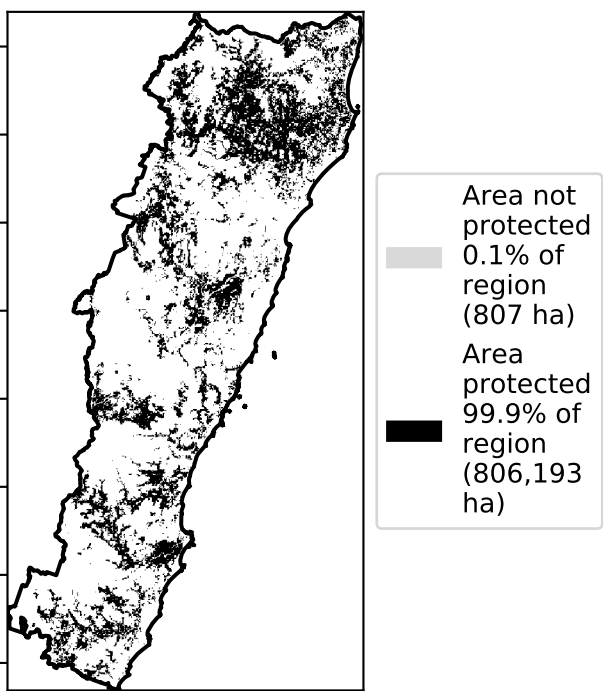 Area not
protected
0.1% of
region
(807 ha)
Area
protected
99.9% of
region
(806,193
ha)